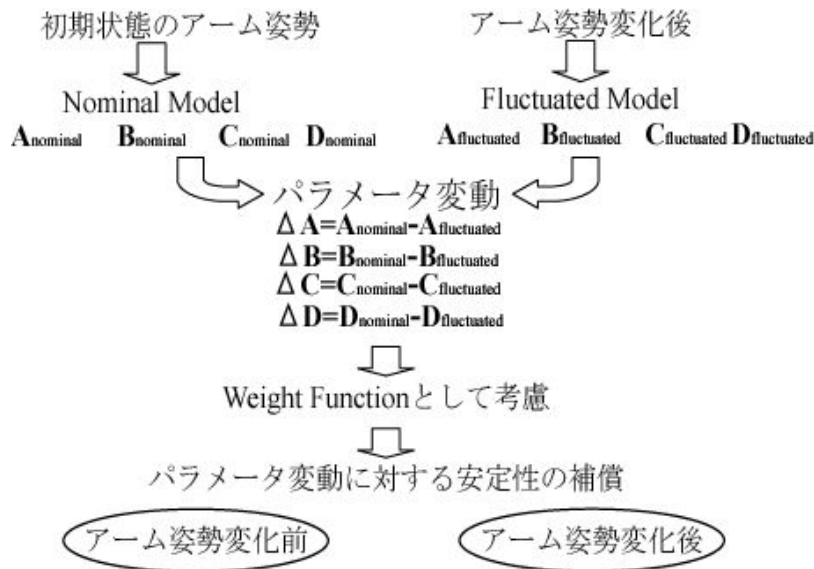 初期状態のアーム姿勢 アーム姿勢変化後
Nominal Model Fluctuated Model
Anominal Bnominal Cnominal Dnominal Afluctuated Bfluctuated Cfluctuated Dfluctuated
パラメータ変動
Δ A=Anominal-Afluctuated
Δ B=Bnominal-Bfluctuated
Δ C=Cnominal-Cfluctuated
Δ D=Dnominal-Dfluctuated
Weight Functionとして考慮
パラメータ変動に対する安定性の補償
アーム姿勢変化前 アーム姿勢変化後